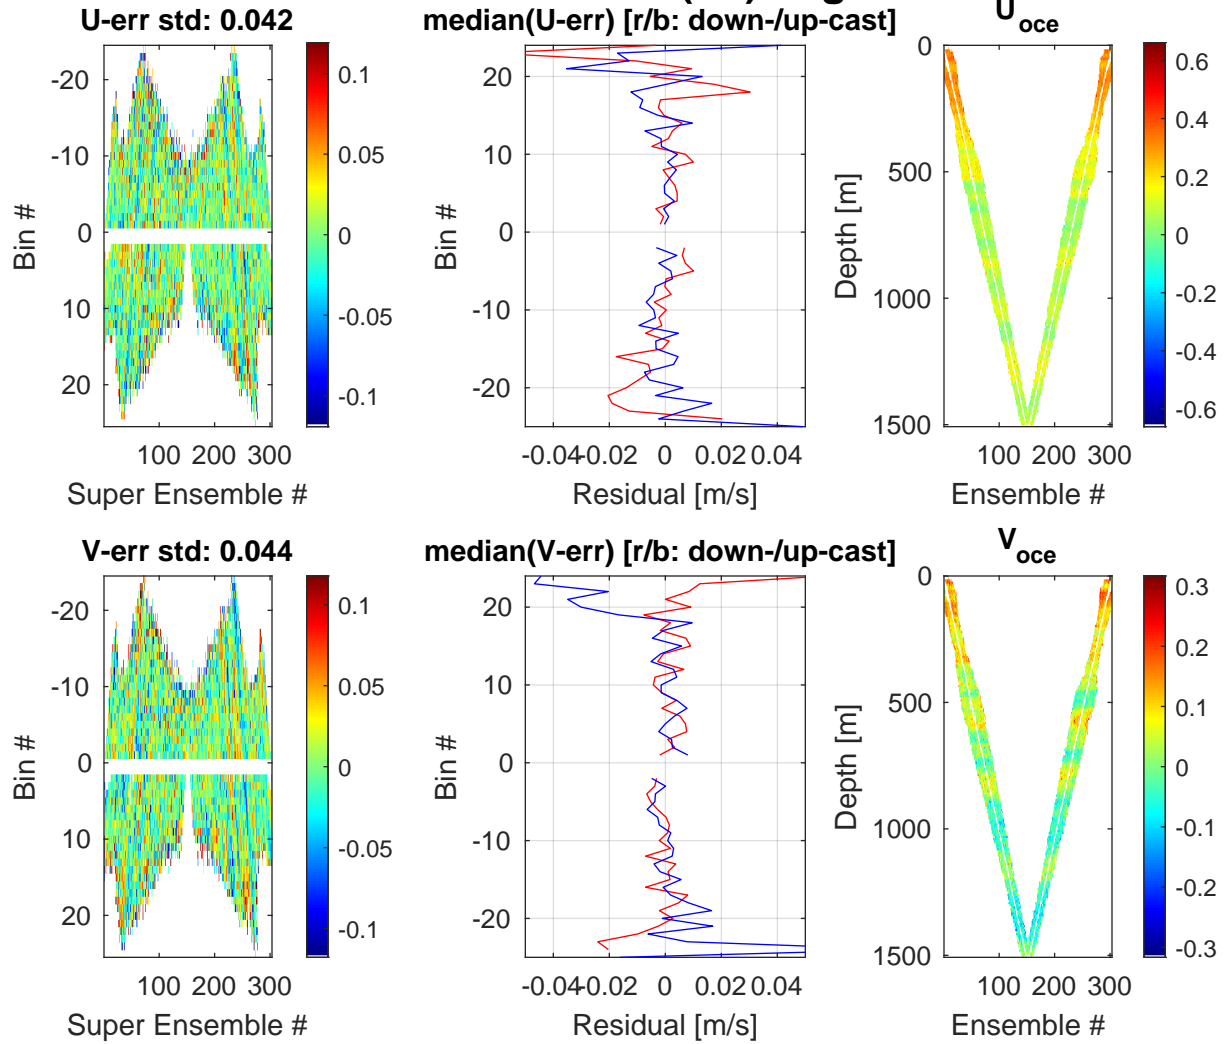 U-err std: 0.042
-20
-10
0
10
20
Bin #
100 200 300
Super Ensemble #
0.1
0.05
0
-0.05
-0.1
median(U-err) [r/b: down-/up-cast]
20
10
0
-10
-20
Bin #
-0.04 -0.02 0 0.02 0.04
Residual [m/s]
U oce
0
500
1000
1500
Depth [m]
100 200 300
Ensemble #
0.6
0.4
0.2
0
-0.2
-0.4
-0.6
V-err std: 0.044
-20
-10
0
10
20
Bin #
100 200 300
Super Ensemble #
0.1
0.05
0
-0.05
-0.1
median(V-err) [r/b: down-/up-cast]
20
10
0
-10
-20
Bin #
-0.04 -0.02 0 0.02 0.04
Residual [m/s]
V oce
0
500
1000
1500
Depth [m]
100 200 300
Ensemble #
0.3
0.2
0.1
0
-0.1
-0.2
-0.3